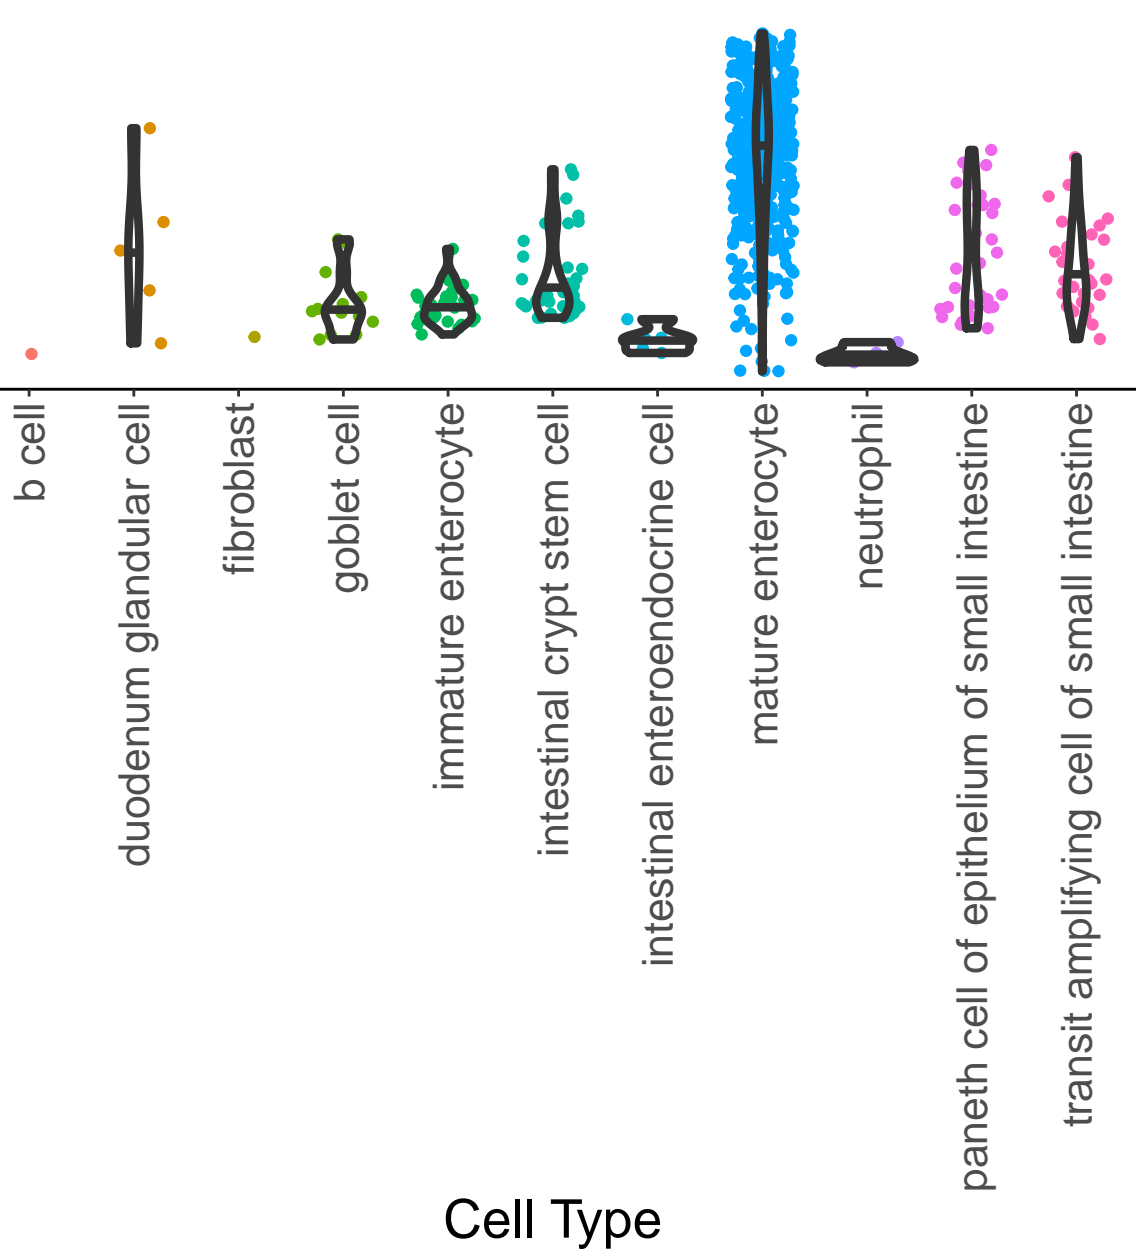 b cell
duodenum glandular cell
fibroblast
goblet cell
immature enterocyte
intestinal crypt stem cell
intestinal enteroendocrine cell
mature enterocyte
neutrophil
paneth cell of epithelium of small intestine
transit amplifying cell of small intestine
Cell Type